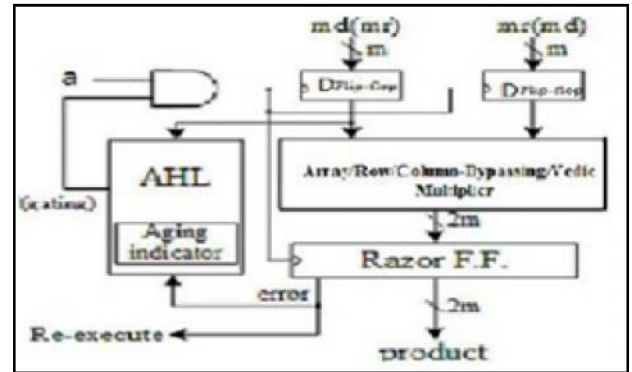 md(mr)
mr(md)
m
m
a
D Flip-Flop
D Flip-flop
AHL
Array/Row/Column-Bypassing/Vedic
Multiplier
Aging
indicator
2m
Razor F.F.
error
2m
Re-execute
product